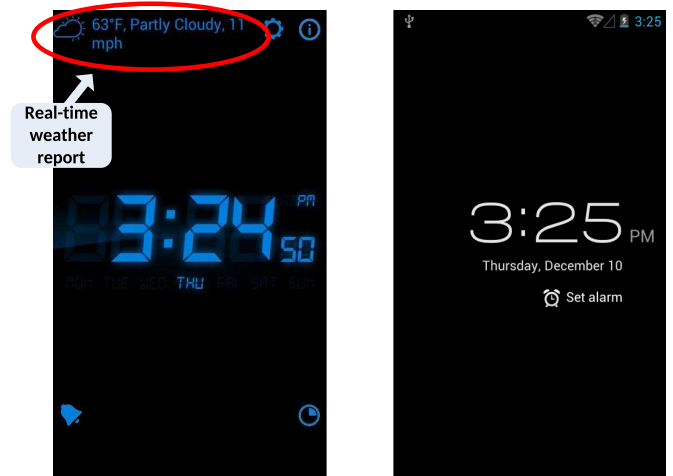 63°F, Partly Cloudy, 11
mph
Real-time
weather
report
3:24
PM
50
MON TUE WED THU FRI SAT SUN
3:25
3:25 PM
Thursday, December 10
Set alarm